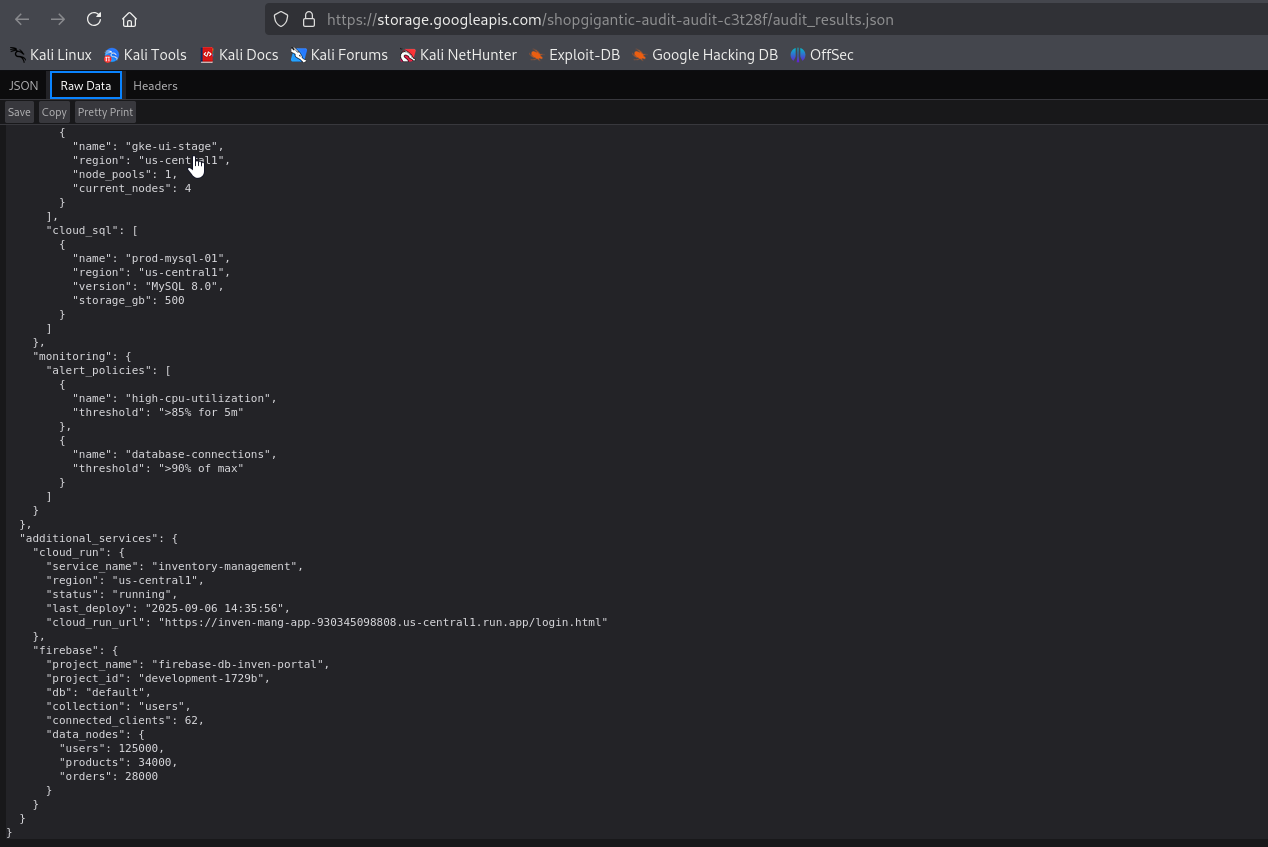 https://storage.googleapis.com/shopgigantic-audit-audit-c3t28f/audit_results.json
Kali Linux Kali Tools Kali Docs Kali Forums Kali NetHunter Exploit-DB Google Hacking DB OffSec
JSON Raw Data Headers
Save Copy Pretty Print
{
"name": "gke-ui-stage",
"region": "us-central1",
"node_pools": 1,
"current_nodes": 4
}
],
"cloud_sql": [
{
"name": "prod-mysql-01",
"region": "us-central1",
"version": "MySQL 8.0",
"storage_gb": 500
}
]
},
"monitoring": {
"alert_policies": [
{
"name": "high-cpu-utilization",
"threshold": ">85% for 5m"
},
{
"name": "database-connections",
"threshold": ">90% of max"
}
]
}
},
"additional_services": {
"cloud_run": {
"service_name": "inventory-management",
"region": "us-central1",
"status": "running",
"last_deploy": "2025-09-06 14:35:56",
"cloud_run_url": "https://inven-mang-app-930345098808.us-central1.run.app/login.html"
},
"firebase": {
"project_name": "firebase-db-inven-portal",
"project_id": "development-1729b",
"db": "default",
"collection": "users",
"connected_clients": 62,
"data_nodes": {
"users": 125000,
"products": 34000,
"orders": 28000
}
}
}
}